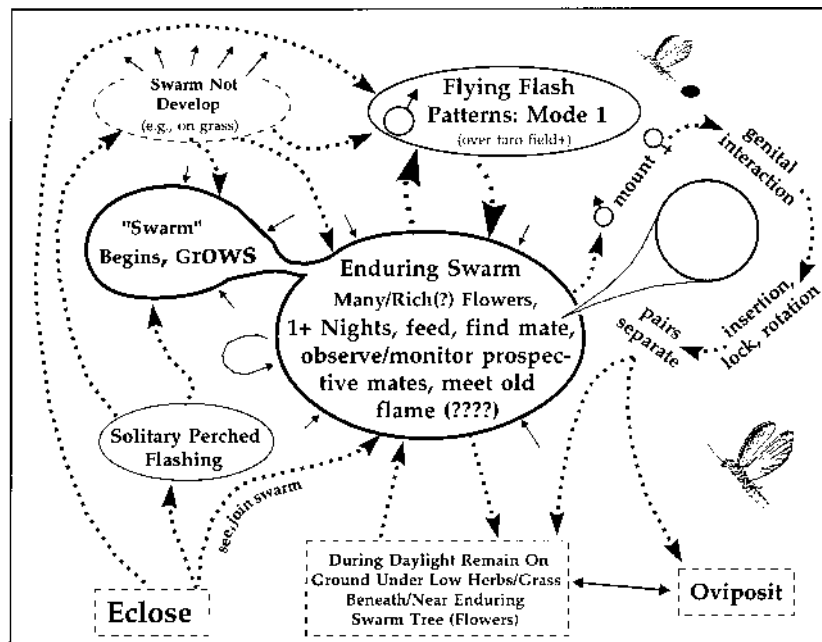 Swarm Not
Develop
(e.g., on grass)
Flying Flash
Patterns: Mode 1
(over taro field+)
"Swarm"
Begins, Grows
Enduring Swarm
Many/Rich(?) Flowers,
1+ Nights, feed, find mate,
observe/monitor prospec-
tive mates, meet old
flame (????)
♂ mount ♀
genital
interaction
insertion,
lock, rotation
pairs
separate
Solitary Perched
Flashing
see, join swarm
Eclose
During Daylight Remain On
Ground Under Low Herbs/Grass
Beneath/Near Enduring
Swarm Tree (Flowers)
Oviposit